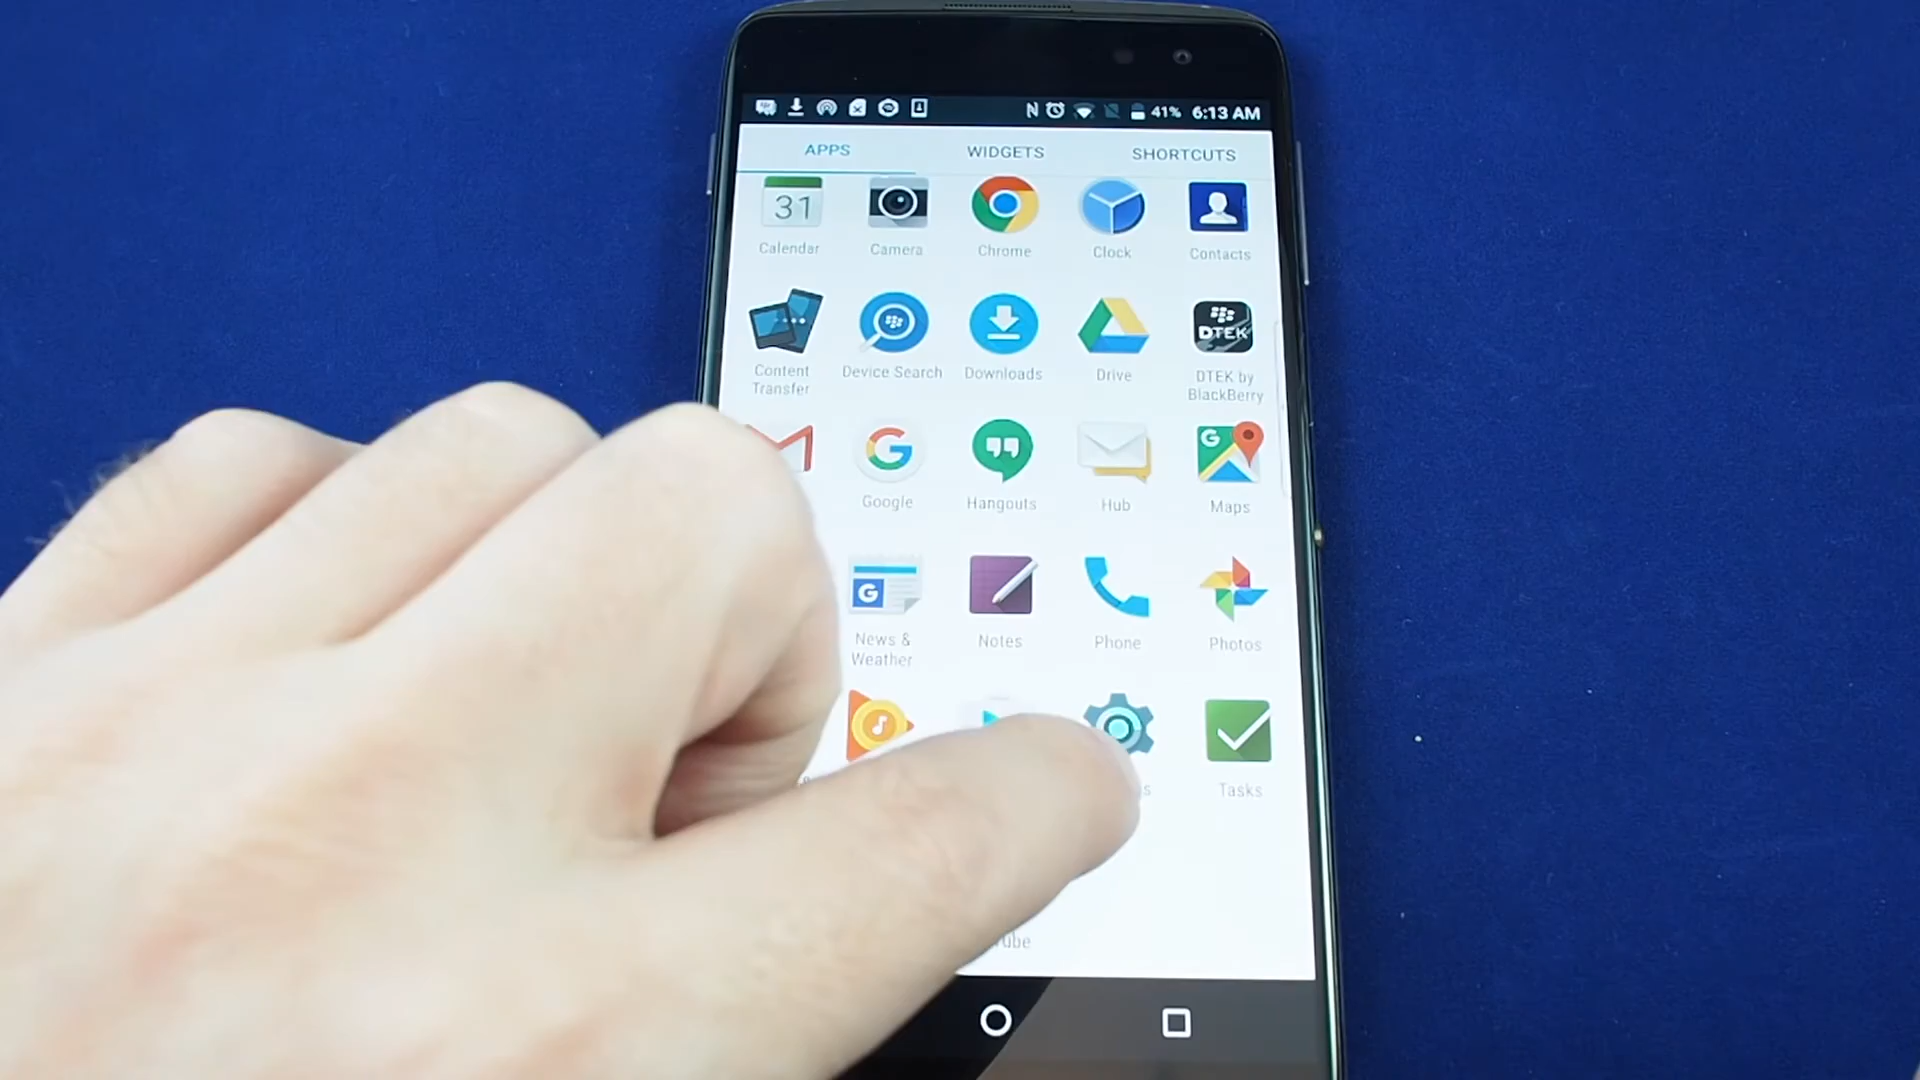 41% 6:13 AM
APPS WIDGETS SHORTCUTS
31
Calendar Camera Chrome Clock Contacts
DTEK
Content Transfer
Device Search
Downloads
Drive
DTEK by BlackBerry
G G
Google Hangouts Hub Maps
G
News & Weather
Notes
Phone
Photos
Tasks